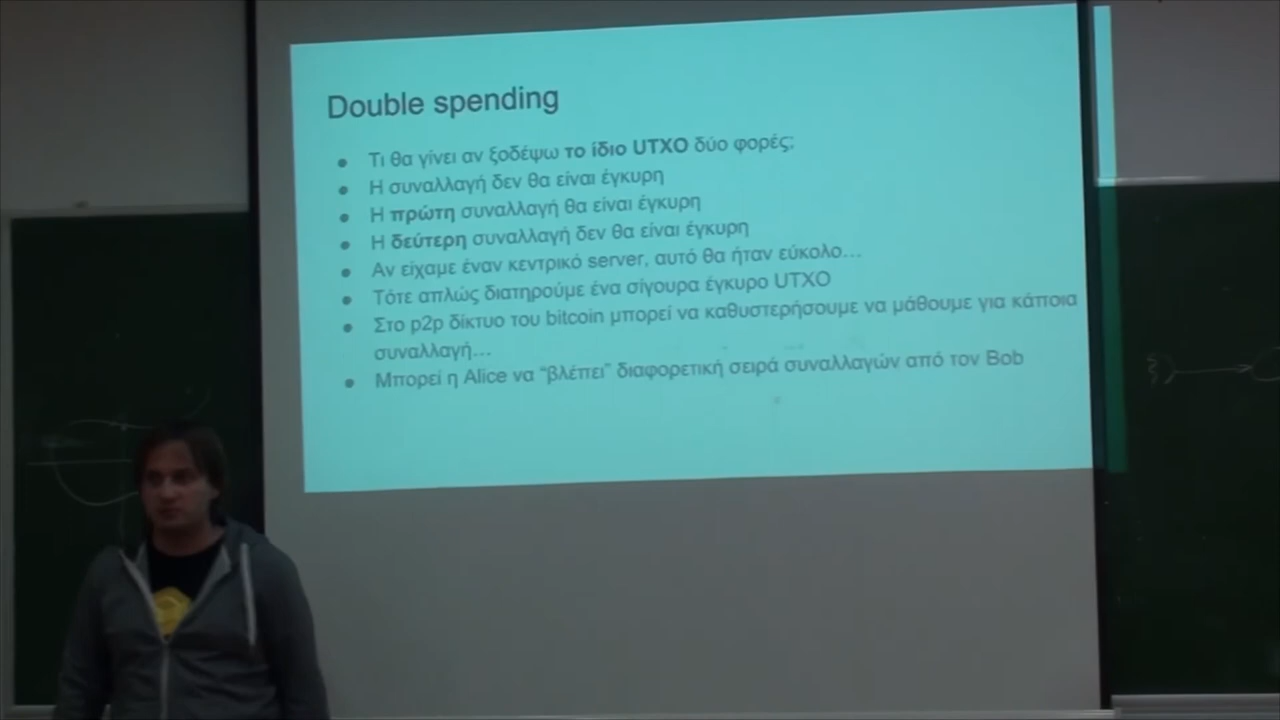 Double spending
● Τι θα γίνει αν ξοδέψω το ίδιο UTXO δύο φορές;
● Η συναλλαγή δεν θα είναι έγκυρη
● Η πρώτη συναλλαγή θα είναι έγκυρη
● Η δεύτερη συναλλαγή δεν θα είναι έγκυρη
● Αν είχαμε έναν κεντρικό server, αυτό θα ήταν εύκολο…
● Τότε απλώς διατηρούμε ένα σίγουρα έγκυρο UTXO
● Στο p2p δίκτυο του bitcoin μπορεί να καθυστερήσουμε να μάθουμε για κάποια
συναλλαγή…
● Μπορεί η Alice να “βλέπει” διαφορετική σειρά συναλλαγών από τον Bob